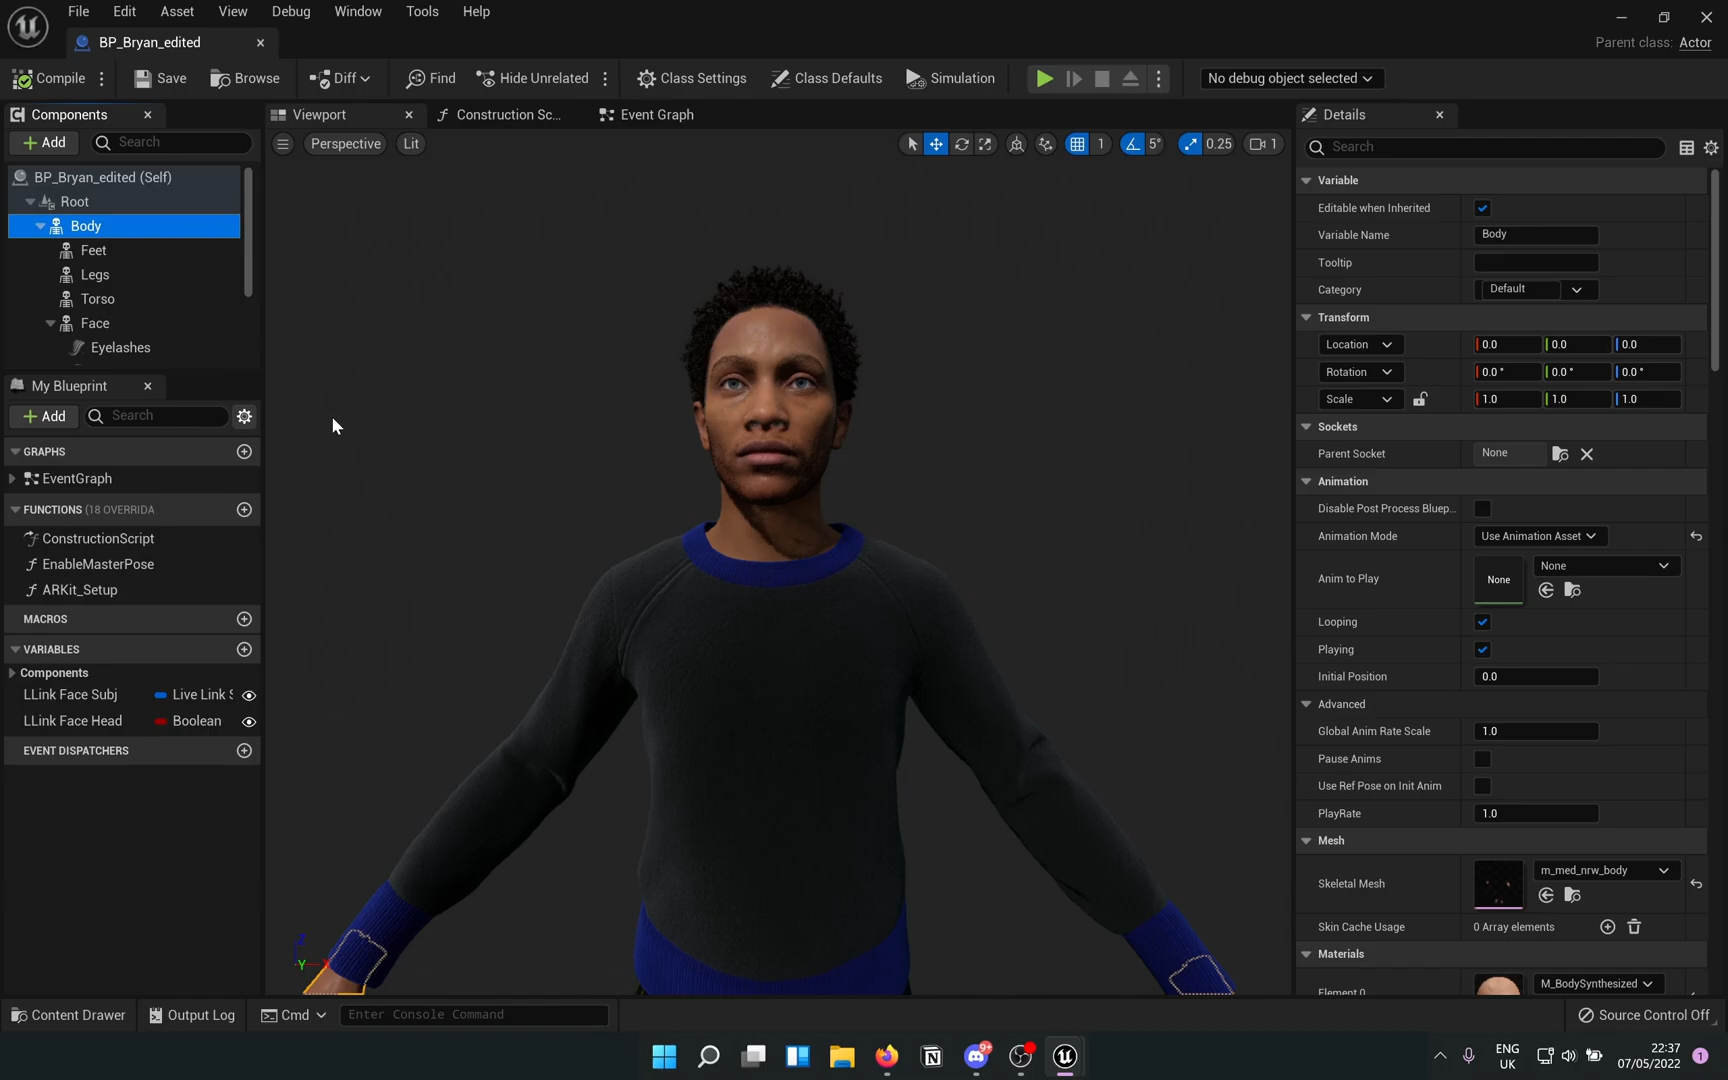 File Edit Asset View Debug Window Tools Help
BP_Bryan_edited
Parent class: Actor
Compile Save Browse Diff Find Hide Unrelated Class Settings Class Defaults Simulation No debug object selected
Components
Add Search
BP_Bryan_edited (Self)
Root
Body
Feet
Legs
Torso
Face
Eyelashes
My Blueprint
Add Search
GRAPHS
EventGraph
FUNCTIONS (18 OVERRIDA
ConstructionScript
EnableMasterPose
ARKit_Setup
MACROS
VARIABLES
Components
LLink Face Subj Live Link S
LLink Face Head Boolean
EVENT DISPATCHERS
Viewport Construction Sc... Event Graph
Perspective Lit 1 5° 0.25 1
Z
Y X
Details
Search
Variable
Editable when Inherited
Variable Name Body
Tooltip
Category Default
Transform
Location 0.0 0.0 0.0
Rotation 0.0 ° 0.0 ° 0.0 °
Scale 1.0 1.0 1.0
Sockets
Parent Socket None
Animation
Disable Post Process Bluep...
Animation Mode Use Animation Asset
Anim to Play None None
Looping
Playing
Initial Position 0.0
Advanced
Global Anim Rate Scale 1.0
Pause Anims
Use Ref Pose on Init Anim
PlayRate 1.0
Mesh
Skeletal Mesh m_med_nrw_body
Skin Cache Usage 0 Array elements
Materials
Element 0 M_BodySynthesized
Content Drawer Output Log Cmd Enter Console Command Source Control Off
9+
ENG
UK
22:37
07/05/2022
1